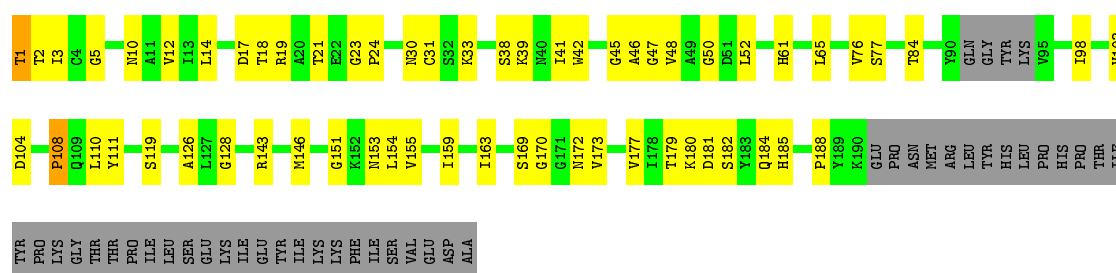 T1 T2 I3 C4 G5 N10 A11 V12 I13 L14 D17 T18 R19 A20 T21 E22 G23 P24 N30 C31 S32 K33 S38 K39 N40 I41 W42 G45 A46 G47 V48 A49 G50 D51 L52 H61 L65 V76 S77 T84 Y90 GLN GLY TYR LYS V95 I98
D104 P108 Q109 L110 Y111 S119 A126 L127 G128 R143 M146 G151 K152 N153 L154 V155 I159 I163 S169 G170 G171 N172 V173 V177 I178 T179 K180 D181 S182 Y183 Q184 H185 P188 Y189 K190 GLU PRO ASN MET ARG LEU TYR HIS LEU PRO HIS PRO THR
TYR PRO LYS GLY THR THR PRO ILE LEU SER GLU LYS ILE GLU TYR ILE LYS LYS PHE ILE SER VAL GLU ASP ALA